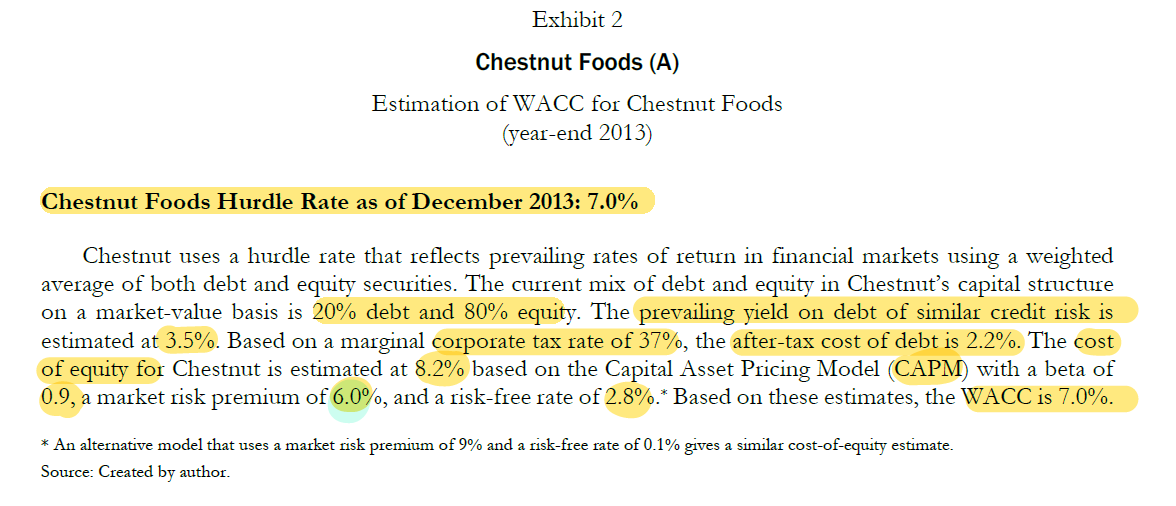 Exhibit 2
Chestnut Foods (A)
Estimation of WACC for Chestnut Foods
(year-end 2013)
Chestnut Foods Hurdle Rate as of December 2013: 7.0%
Chestnut uses a hurdle rate that reflects prevailing rates of return in financial markets using a weighted
average of both debt and equity securities. The current mix of debt and equity in Chestnut’s capital structure
on a market-value basis is 20% debt and 80% equity. The prevailing yield on debt of similar credit risk is
estimated at 3.5%. Based on a marginal corporate tax rate of 37%, the after-tax cost of debt is 2.2%. The cost
of equity for Chestnut is estimated at 8.2% based on the Capital Asset Pricing Model (CAPM) with a beta of
0.9, a market risk premium of 6.0%, and a risk-free rate of 2.8%.* Based on these estimates, the WACC is 7.0%.
* An alternative model that uses a market risk premium of 9% and a risk-free rate of 0.1% gives a similar cost-of-equity estimate.
Source: Created by author.